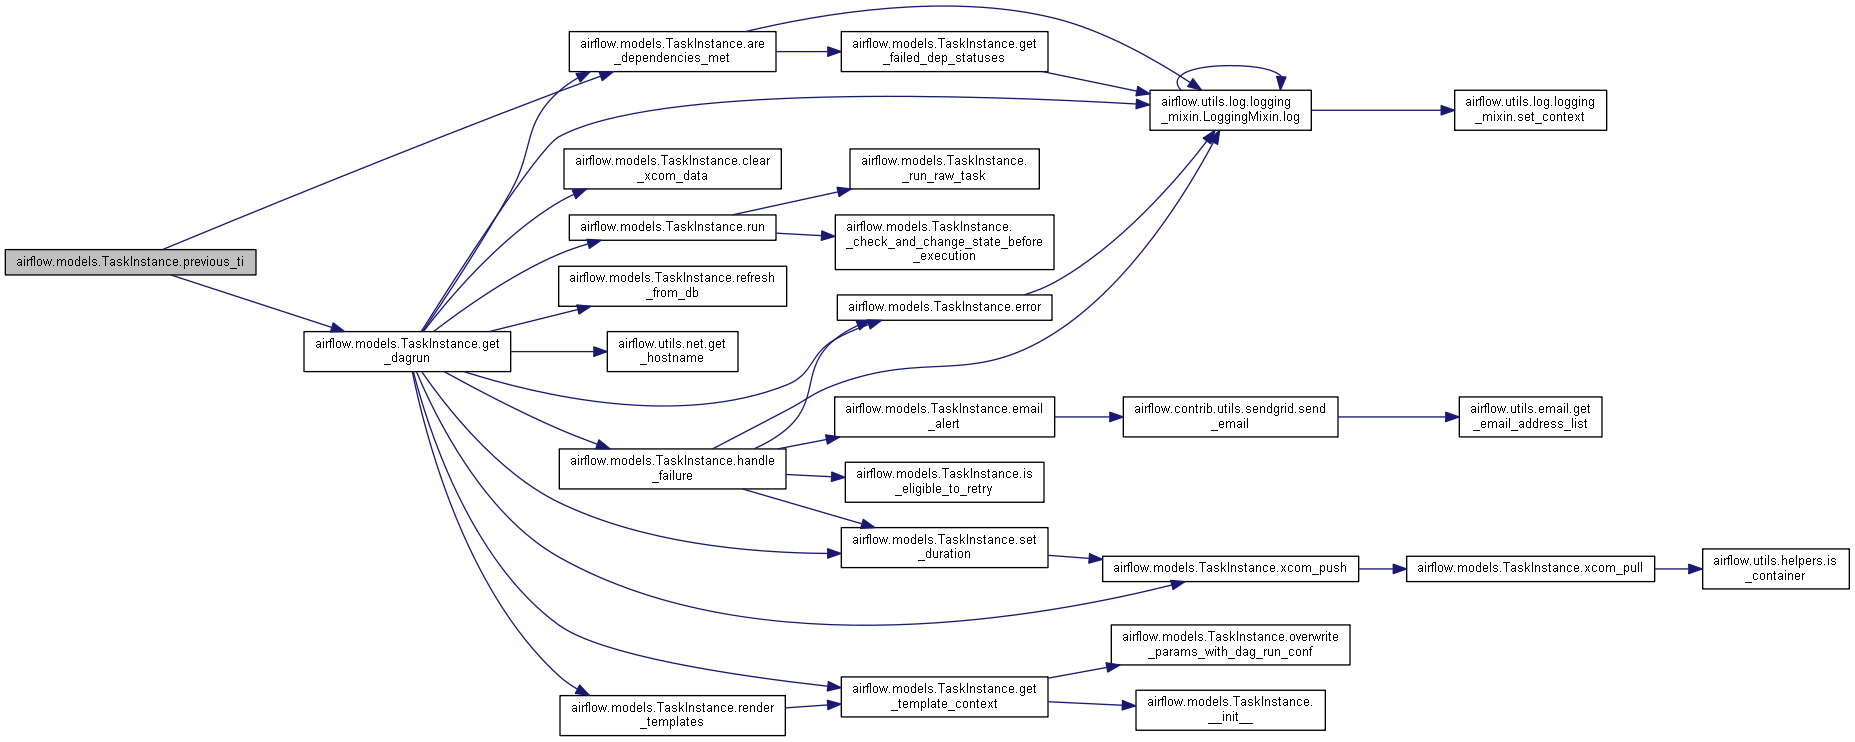 airflow.models.TaskInstance.previous_ti
airflow.models.TaskInstance.get
_dagrun
airflow.models.TaskInstance.are
_dependencies_met
airflow.models.TaskInstance.clear
_xcom_data
airflow.models.TaskInstance.run
airflow.models.TaskInstance.refresh
_from_db
airflow.utils.net.get
_hostname
airflow.models.TaskInstance.handle
_failure
airflow.models.TaskInstance.render
_templates
airflow.models.TaskInstance.get
_failed_dep_statuses
airflow.models.TaskInstance.
_run_raw_task
airflow.models.TaskInstance.
_check_and_change_state_before
_execution
airflow.models.TaskInstance.error
airflow.models.TaskInstance.email
_alert
airflow.models.TaskInstance.is
_eligible_to_retry
airflow.models.TaskInstance.set
_duration
airflow.models.TaskInstance.get
_template_context
airflow.utils.log.logging
_mixin.LoggingMixin.log
airflow.contrib.utils.sendgrid.send
_email
airflow.models.TaskInstance.xcom_push
airflow.models.TaskInstance.overwrite
_params_with_dag_run_conf
airflow.models.TaskInstance.
__init__
airflow.utils.log.logging
_mixin.set_context
airflow.utils.email.get
_email_address_list
airflow.models.TaskInstance.xcom_pull
airflow.utils.helpers.is
_container